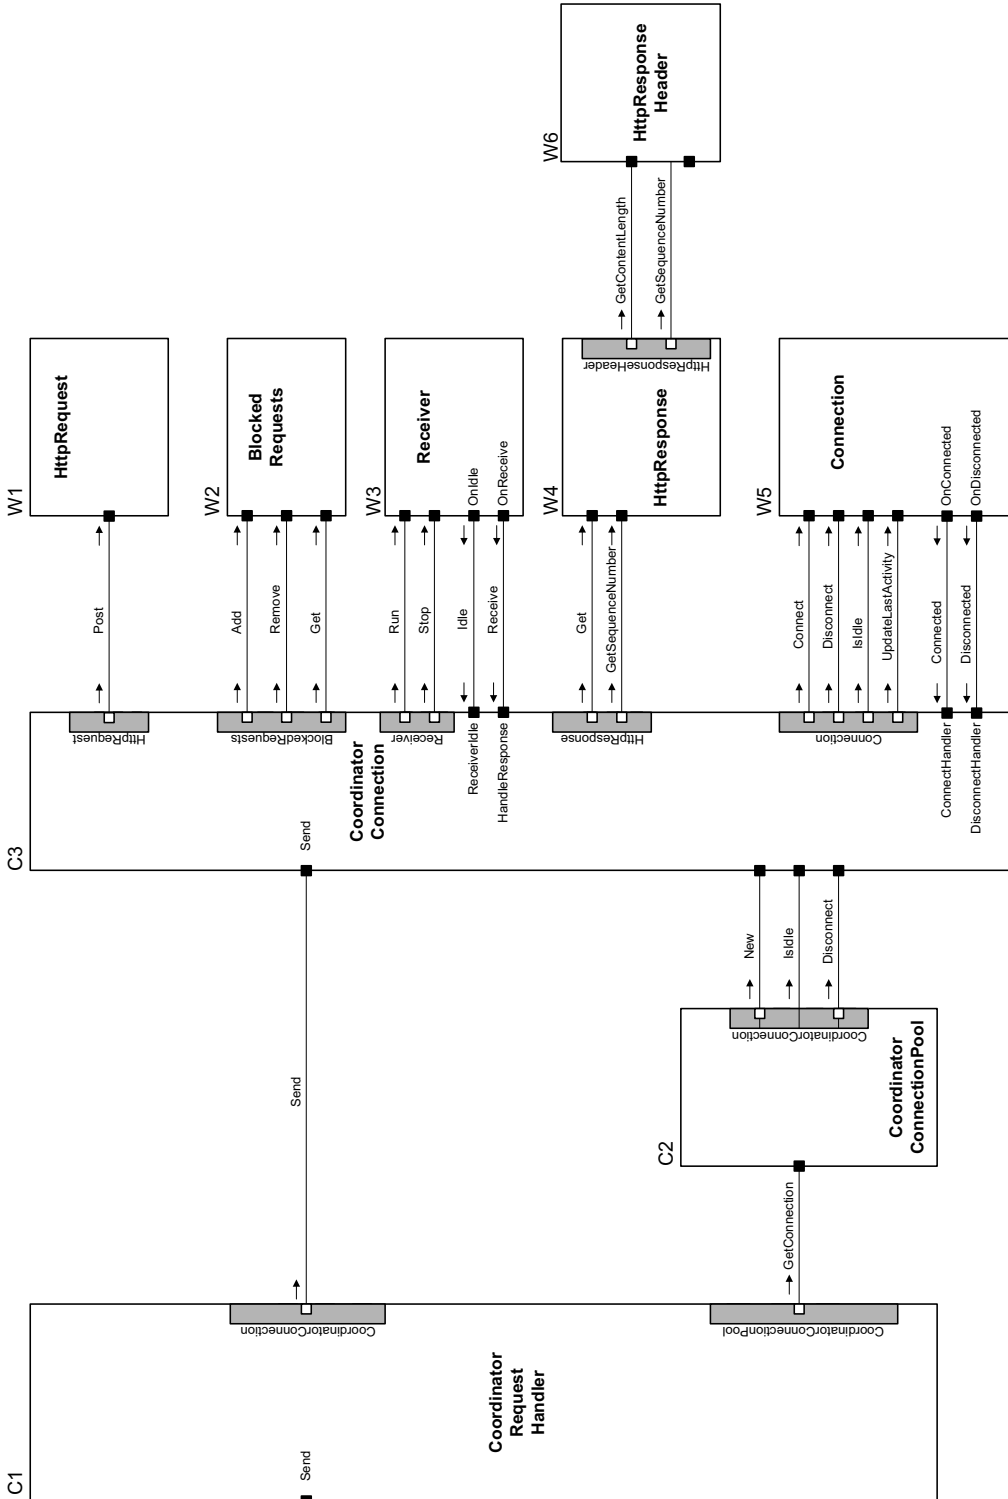 C1
Coordinator
Request
Handler
Send
CoordinatorConnection
CoordinatorConnectionPool
Send
GetConnection
C2
Coordinator
ConnectionPool
CoordinatorConnection
New
IsIdle
Disconnect
C3
Coordinator
Connection
Send
HttpRequest
BlockedRequests
Receiver
ReceiverIdle
HandleResponse
HttpResponse
Connection
ConnectHandler
DisconnectHandler
Post
Add
Remove
Get
Run
Stop
Idle
Receive
Get
GetSequenceNumber
Connect
Disconnect
IsIdle
UpdateLastActivity
Connected
Disconnected
W1
HttpRequest
W2
Blocked
Requests
W3
Receiver
OnIdle
OnReceive
W4
HttpResponse
HttpResponseHeader
W5
Connection
OnConnected
OnDisconnected
GetContentLength
GetSequenceNumber
W6
HttpResponse
Header